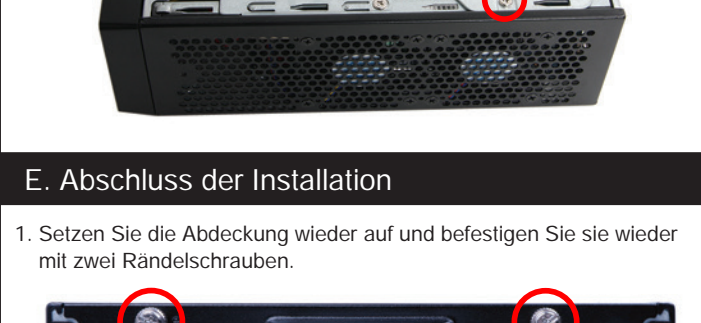 E. Abschluss der Installation
1. Setzen Sie die Abdeckung wieder auf und befestigen Sie sie wieder
mit zwei Rändelschrauben.